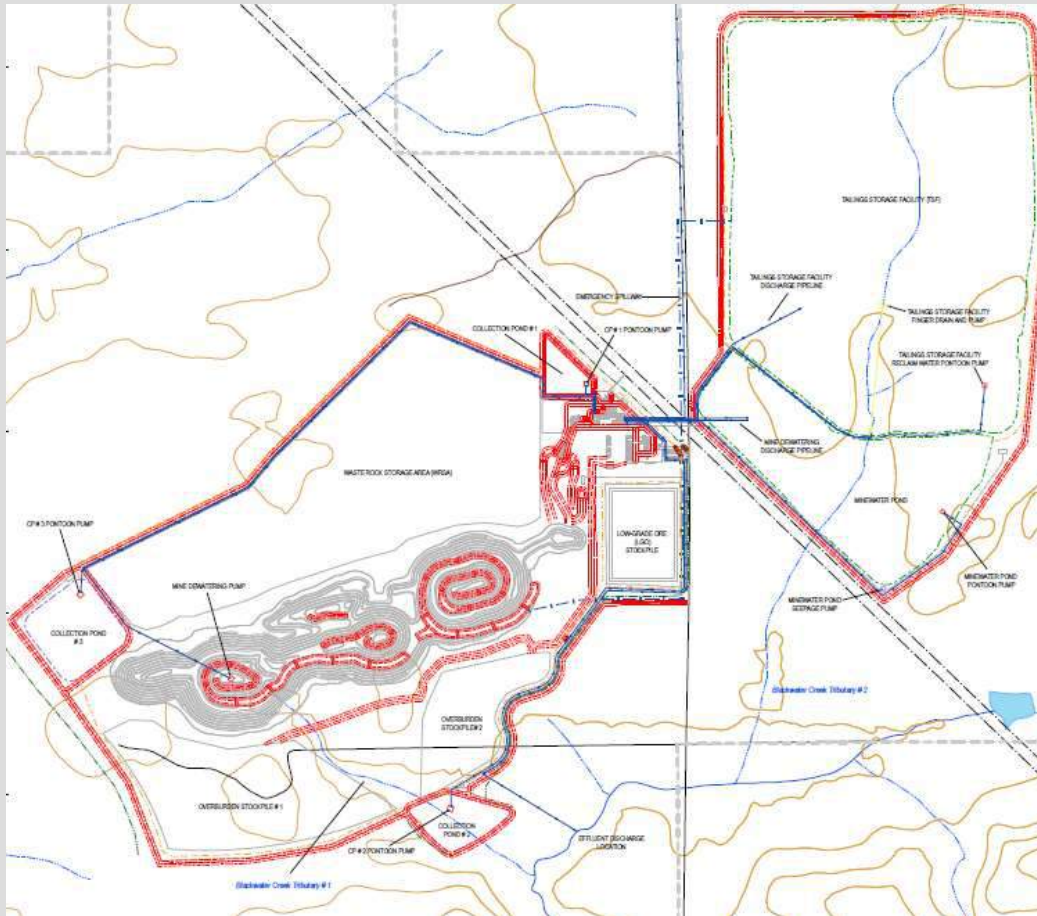 TAILINGS STORAGE FACILITY (TSF)
TAILINGS STORAGE FACILITY
DISCHARGE PIPELINE
EMERGENCY SPILLWAY
TAILINGS STORAGE FACILITY
FINGER DRAIN AND PUMP
COLLECTION POND # 1
CP# 1 PONTOON PUMP
TAILINGS STORAGE FACILITY
RECLAIM WATER PONTOON PUMP
MINE DEWATERING
DISCHARGE PIPELINE
WASTE ROCK STORAGE AREA (WRSA)
MINEWATER POND
CP# 3 PONTOON PUMP
LOW-GRADE ORE
(LGO)
STOCKPILE
MINE DEWATERING PUMP
MINEWATER POND
PONTOON PUMP
MINEWATER POND
SEEPAGE PUMP
COLLECTION POND
# 3
Blackwater Creek Tributary # 2
OVERBURDEN
STOCKPILE# 2
OVERBURDEN STOCKPILE # 1
COLLECTION
POND # 2
EFFLUENT DISCHARGE
LOCATION
CP# 2 PONTOON PUMP
Blackwater Creek Tributary # 1